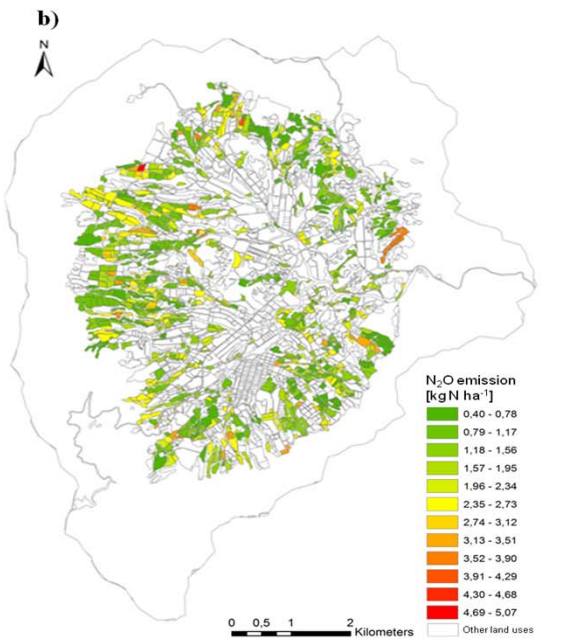 b)
N
N₂O emission
[kg N ha⁻¹]
0,40 - 0,78
0,79 - 1,17
1,18 - 1,56
1,57 - 1,95
1,96 - 2,34
2,35 - 2,73
2,74 - 3,12
3,13 - 3,51
3,52 - 3,90
3,91 - 4,29
4,30 - 4,68
4,69 - 5,07
Other land uses
0 0,5 1 2
Kilometers